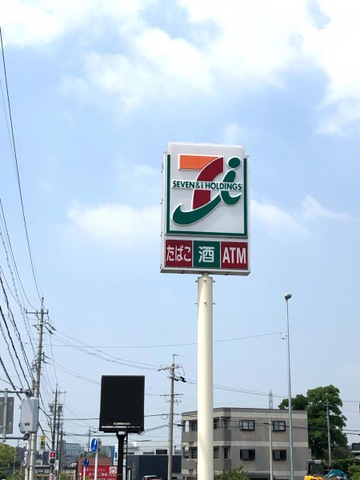 SEVEN&i HOLDINGS
たばこ 酒 ATM